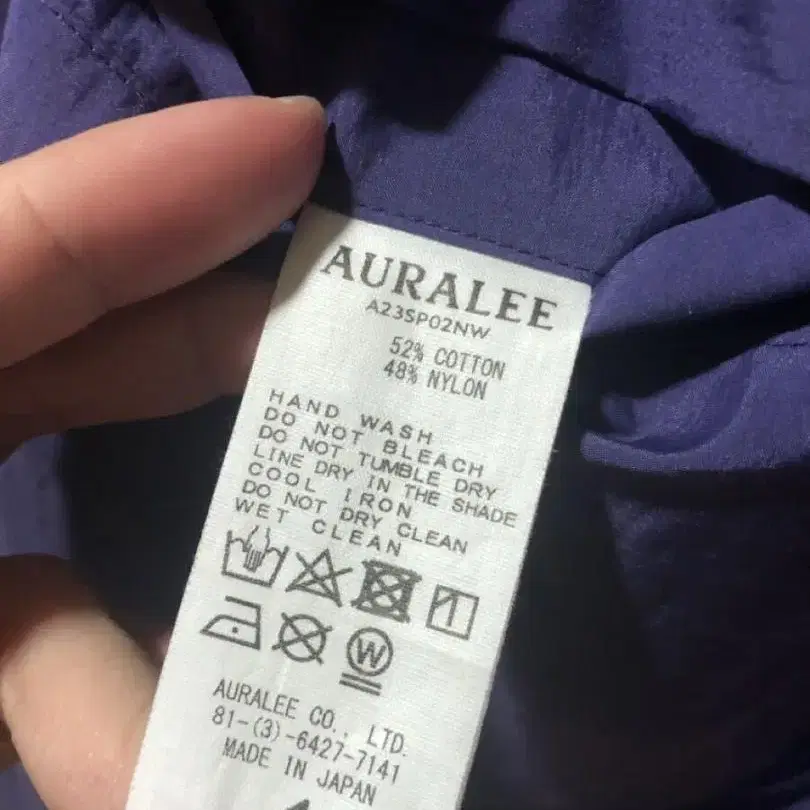 AURALEE
A23SP02NW
52% COTTON
48% NYLON
HAND WASH
DO NOT BLEACH
DO NOT TUMBLE DRY
LINE DRY IN THE SHADE
COOL IRON
DO NOT DRY CLEAN
WET CLEAN
W
AURALEE CO., LTD.
81-(3)-6427-7141
MADE IN JAPAN